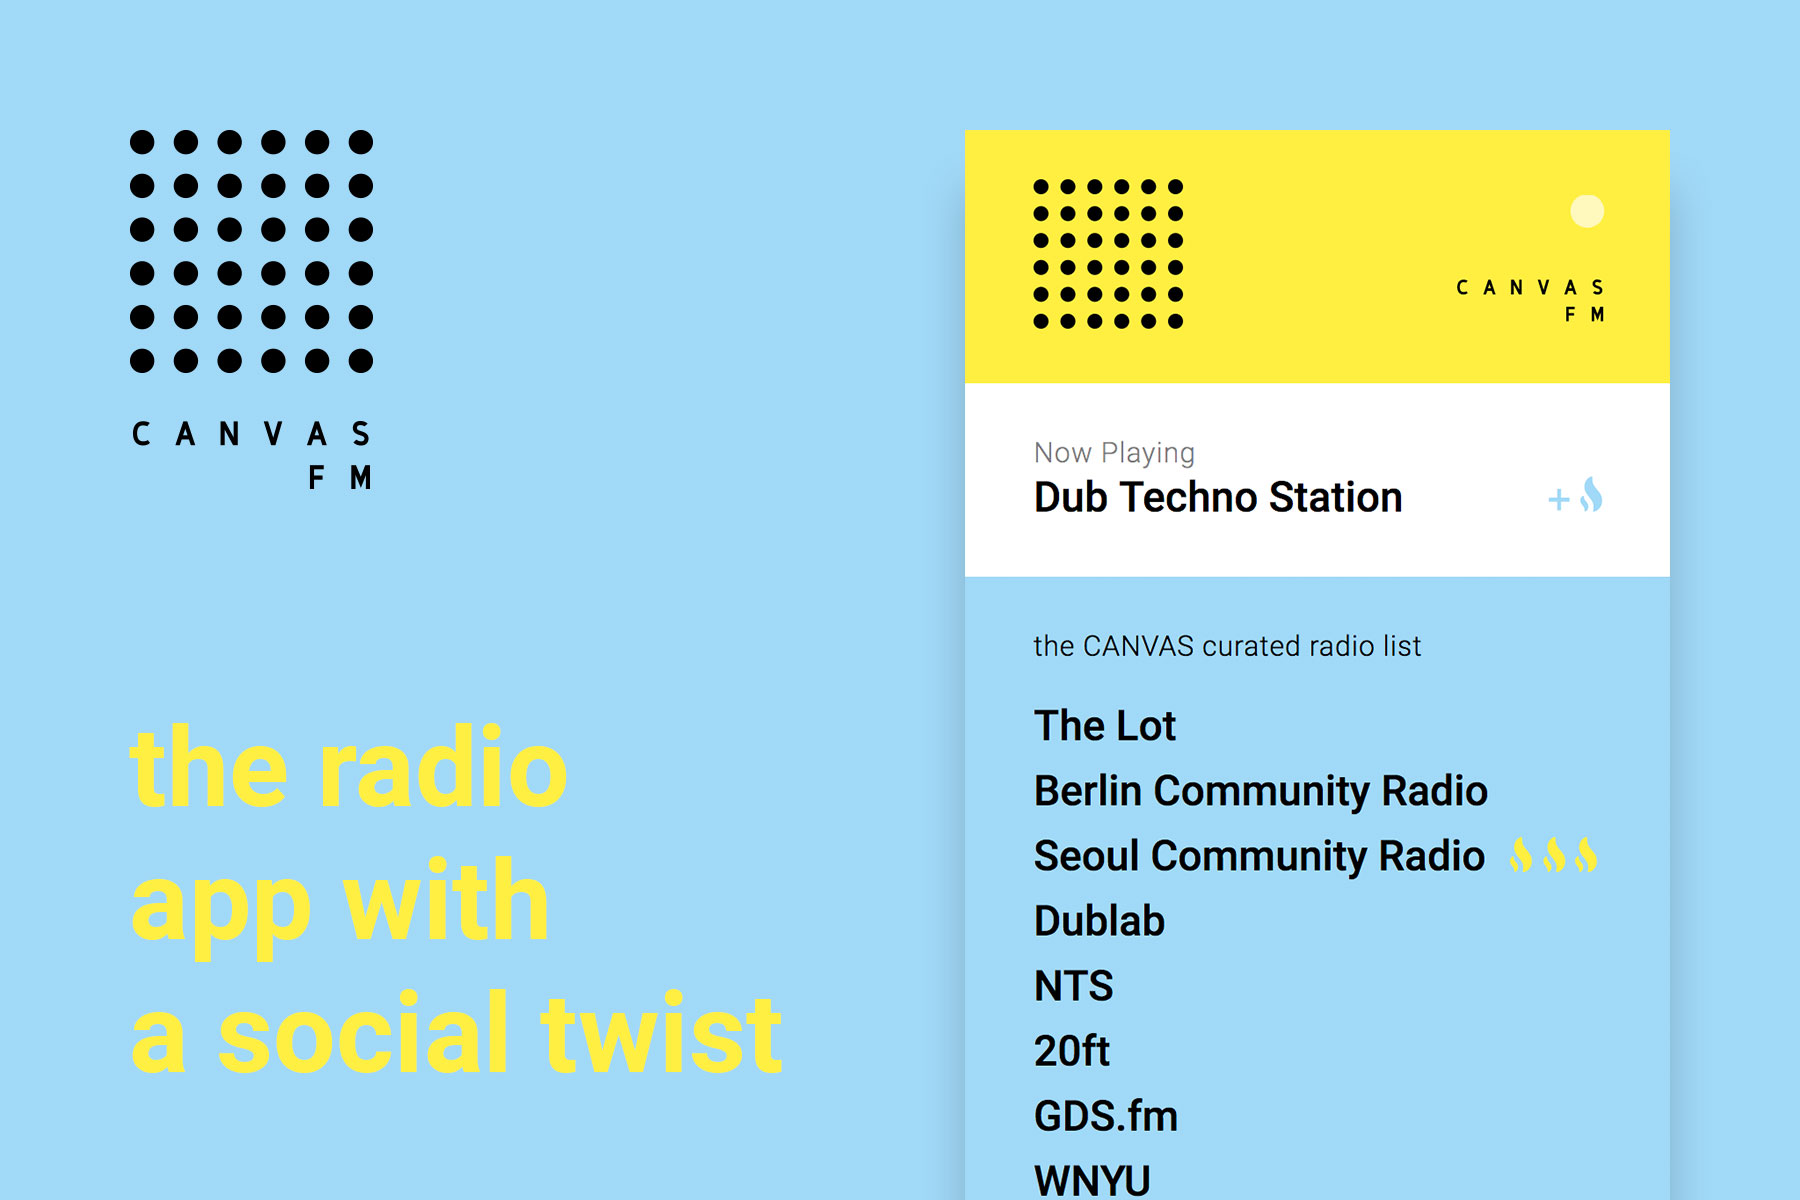 CANVAS
FM
the radio
app with
a social twist
CANVAS
FM
Now Playing
Dub Techno Station
+
the CANVAS curated radio list
The Lot
Berlin Community Radio
Seoul Community Radio
Dublab
NTS
20ft
GDS.fm
WNYU